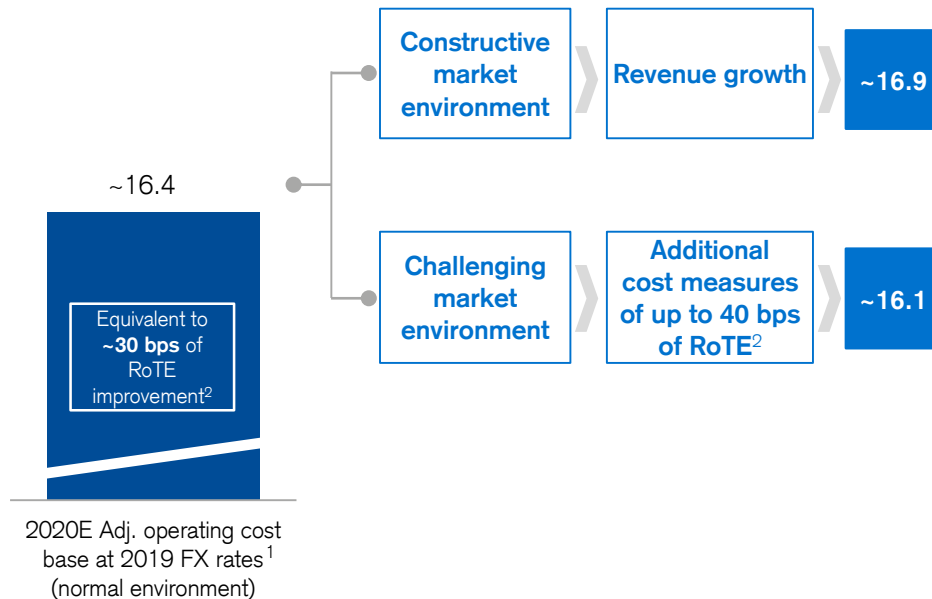 Constructive
market
environment
Revenue growth
~16.9
~16.4
Challenging
market
environment
Additional
cost measures
of up to 40 bps
of RoTE2
~16.1
Equivalent to
~30 bps of
RoTE
improvement2
2020E Adj. operating cost
base at 2019 FX rates1
(normal environment)